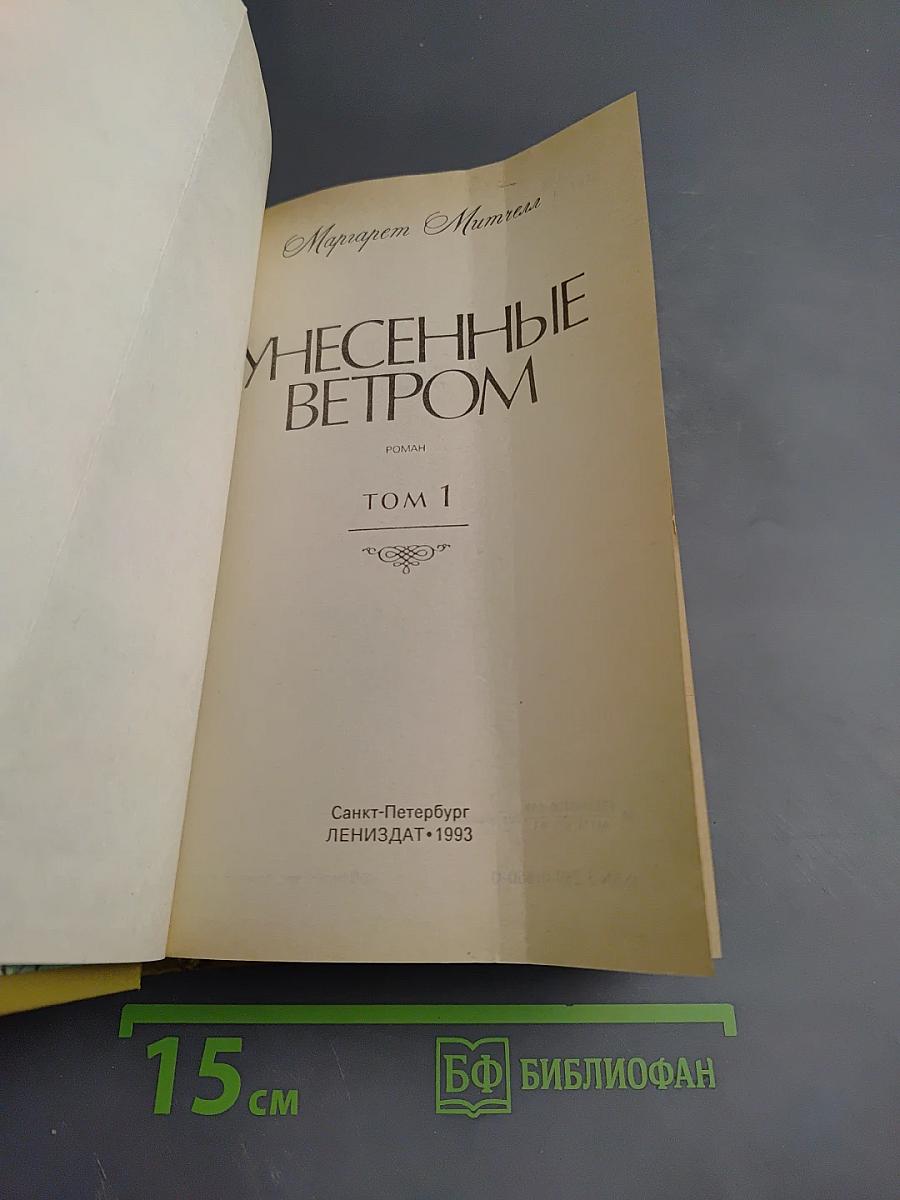 Маргарет Митчелл
УНЕСЕННЫЕ
ВЕТРОМ
РОМАН
ТОМ 1
Санкт-Петербург
ЛЕНИЗДАТ•1993
15 см
БФ БИБЛИОФАН